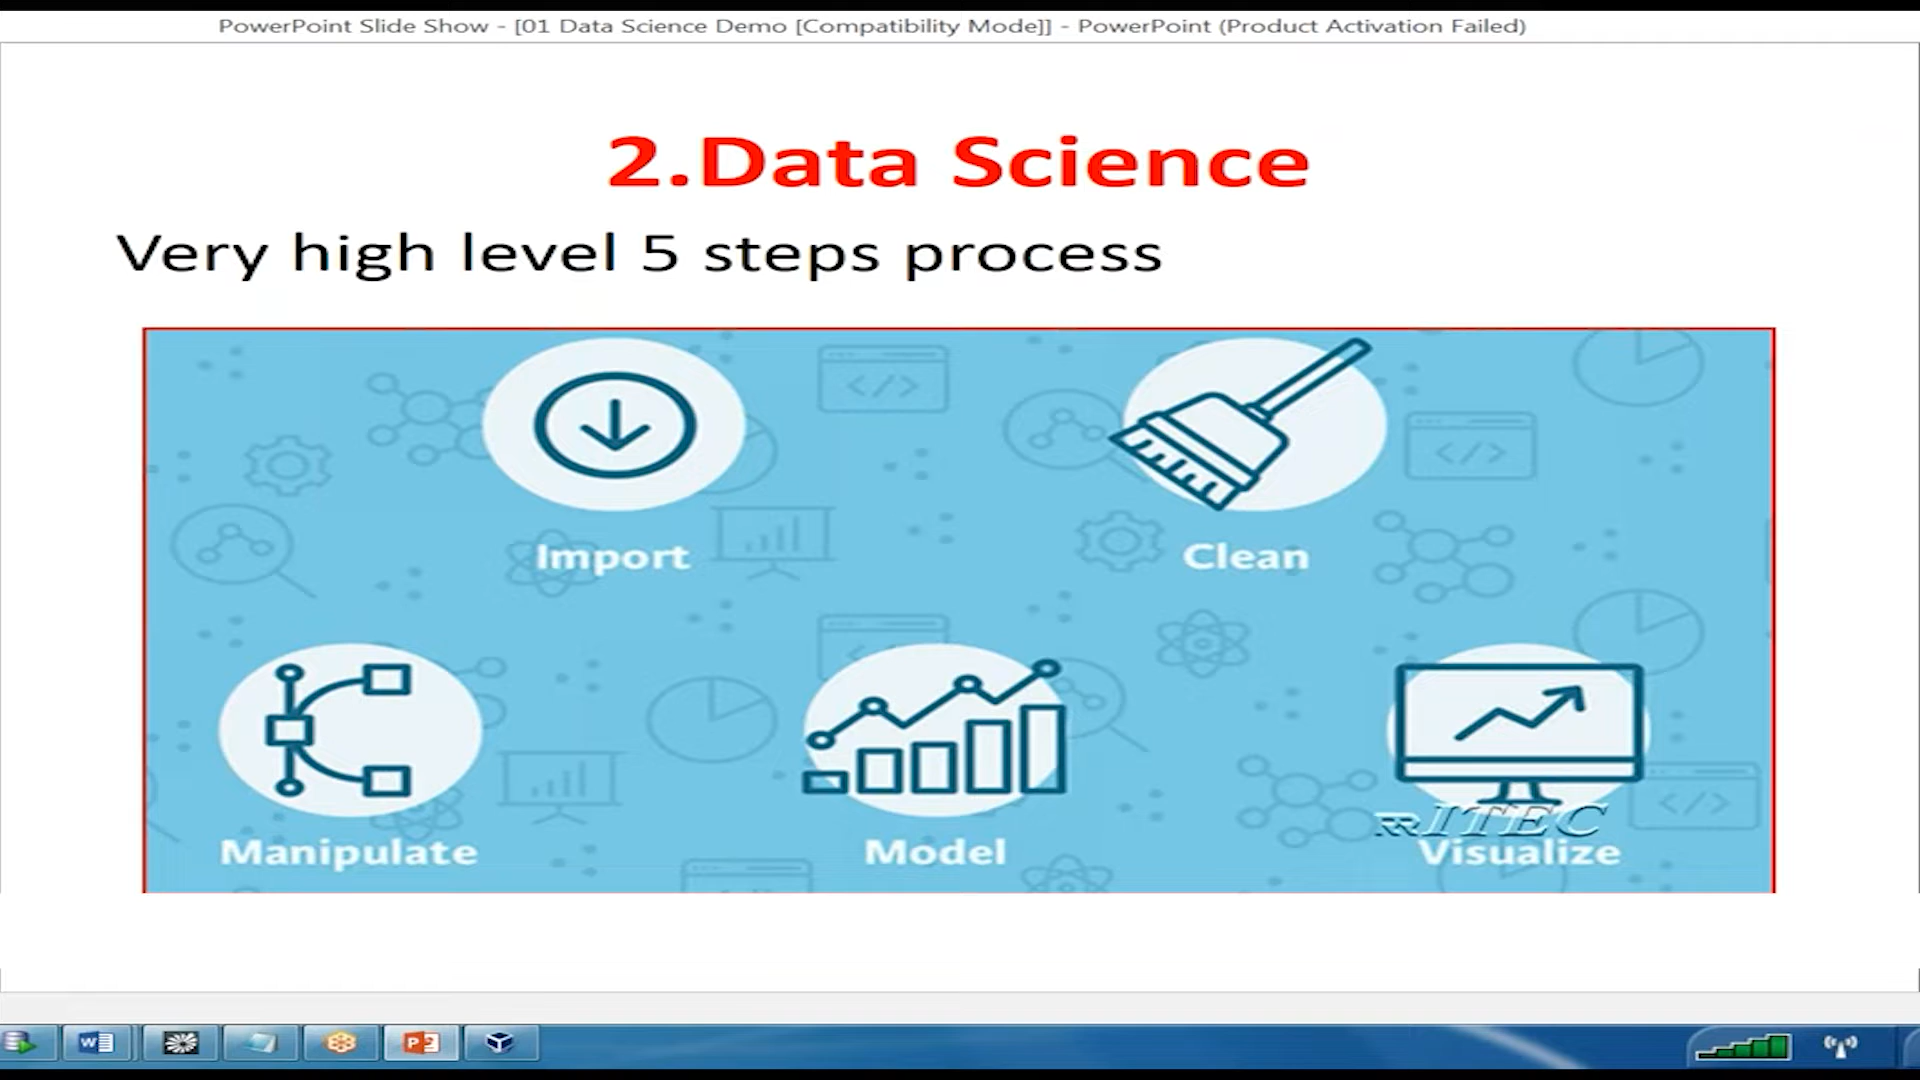 PowerPoint Slide Show - [01 Data Science Demo [Compatibility Mode]] - PowerPoint (Product Activation Failed)
2.Data Science
Very high level 5 steps process
</>
</>
Import
Clean
RRITEC
</>
Manipulate
Model
Visualize
W
P